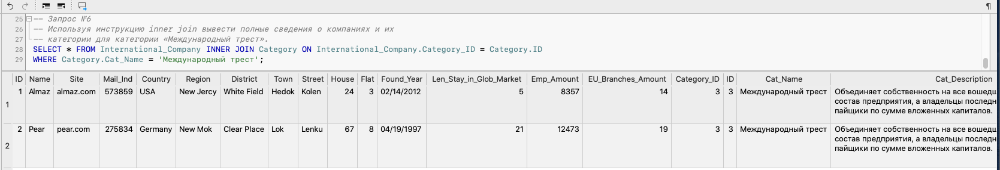 ¶
25 -- Запрос №6
26 -- Используя инструкцию inner join вывести полные сведения о компаниях и их
27 -- категории для категории «Международный трест».
28 SELECT * FROM International_Company INNER JOIN Category ON International_Company.Category_ID = Category.ID
29 WHERE Category.Cat_Name = 'Международный трест';
ID Name Site Mail_Ind Country Region District Town Street House Flat Found_Year Len_Stay_in_Glob_Market Emp_Amount EU_Branches_Amount Category_ID ID Cat_Name Cat_Description
1 1 Almaz almaz.com 573859 USA New Jercy White Field Hedok Kolen 24 3 02/14/2012 5 8357 14 3 3 Международный трест Объединяет собственность на все вошедш
состав предприятия, а владельцы последн
пайщики по сумме вложенных капиталов.
2 2 Pear pear.com 275834 Germany New Mok Clear Place Lok Lenku 67 8 04/19/1997 21 12473 19 3 3 Международный трест Объединяет собственность на все вошедш
состав предприятия, а владельцы последн
пайщики по сумме вложенных капиталов.